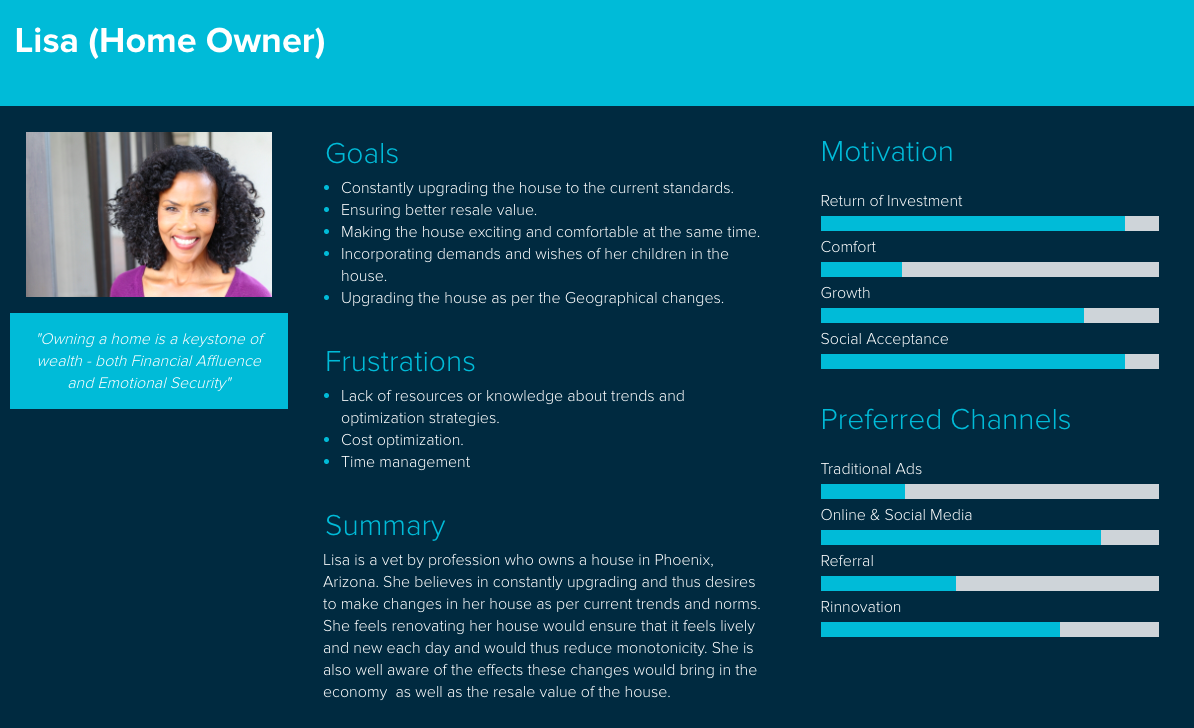 Lisa (Home Owner)
"Owning a home is a keystone of
wealth - both Financial Affluence
and Emotional Security"
Goals
• Constantly upgrading the house to the current standards.
• Ensuring better resale value.
• Making the house exciting and comfortable at the same time.
• Incorporating demands and wishes of her children in the
house.
• Upgrading the house as per the Geographical changes.
Frustrations
• Lack of resources or knowledge about trends and
optimization strategies.
• Cost optimization.
• Time management
Summary
Lisa is a vet by profession who owns a house in Phoenix,
Arizona. She believes in constantly upgrading and thus desires
to make changes in her house as per current trends and norms.
She feels renovating her house would ensure that it feels lively
and new each day and would thus reduce monotonicity. She is
also well aware of the effects these changes would bring in the
economy  as well as the resale value of the house.
Motivation
Return of Investment
Comfort
Growth
Social Acceptance
Preferred Channels
Traditional Ads
Online & Social Media
Referral
Rinnovation